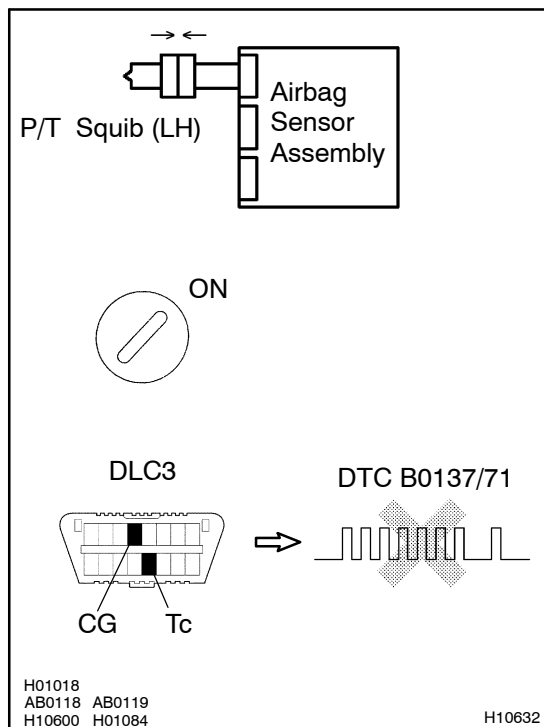 Airbag
Sensor
Assembly
P/T Squib (LH)
ON
DLC3
DTC B0137/71
CG
Tc
H01018
AB0118 AB0119
H10600 H01084
H10632